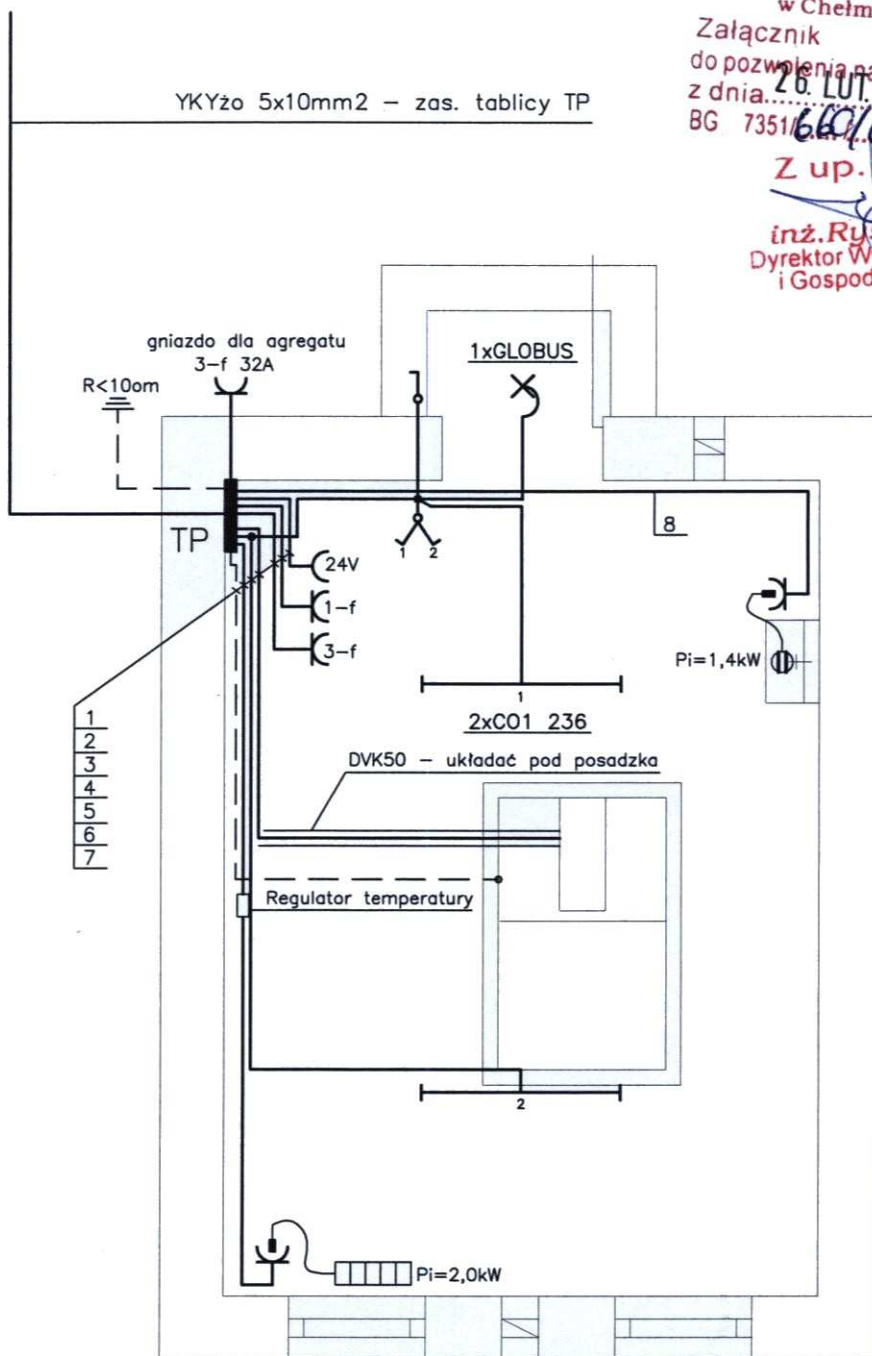 w Chełm
Załącznik
do pozwolenia na
z dnia 26. LUT.
BG 7351/
Z up.
inż. Ry
Dyrektor W
i Gospod
YKYżo 5x10mm2 – zas. tablicy TP
gniazdo dla agregatu
3-f 32A
R<10om
1xGLOBUS
TP
8
1 2
24V
1-f
3-f
Pi=1,4kW
1
2xCO1 236
1
2
3
4
5
6
7
DVK50 – układać pod posadzka
Regulator temperatury
2
Pi=2,0kW